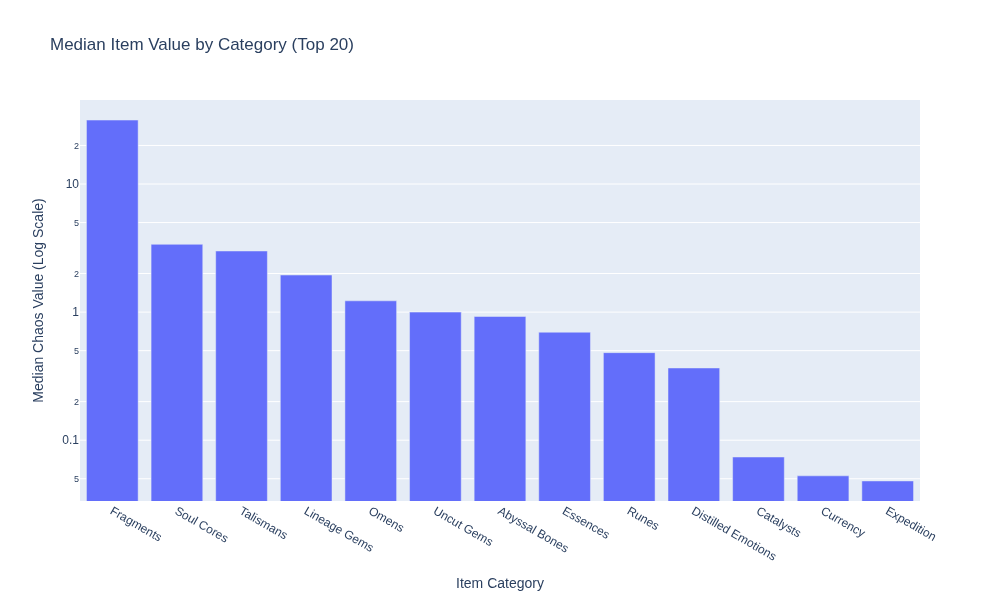 Median Item Value by Category (Top 20)
Median Chaos Value (Log Scale)
2
10
5
2
1
5
2
0.1
5
Fragments
Soul Cores
Talismans
Lineage Gems
Omens
Uncut Gems
Abyssal Bones
Essences
Runes
Distilled Emotions
Catalysts
Currency
Expedition
Item Category